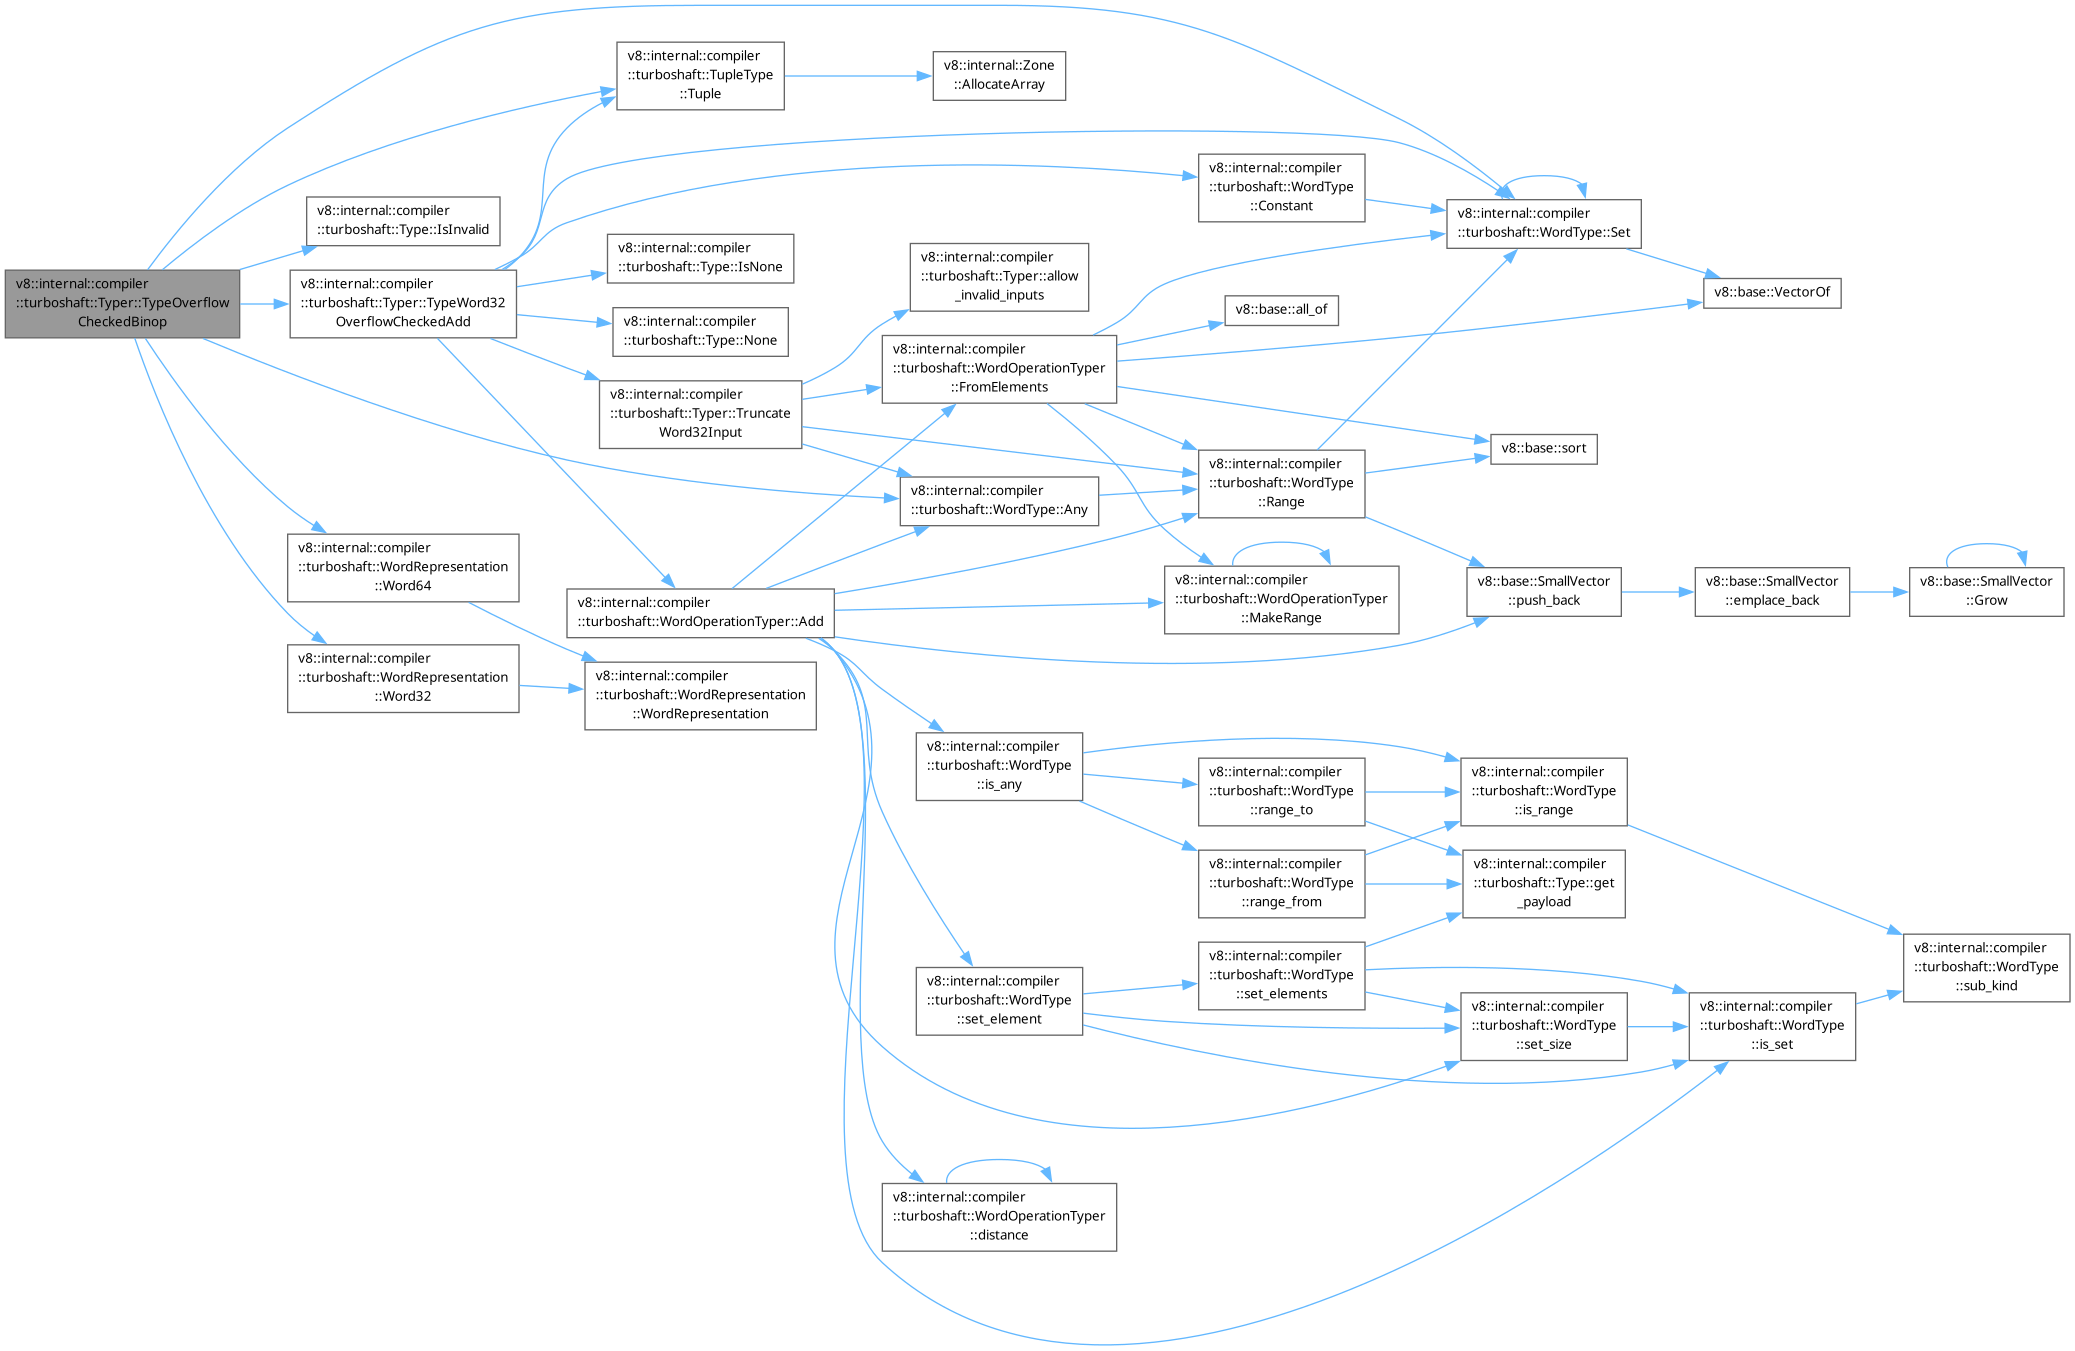 v8::internal::compiler
::turboshaft::Typer::TypeOverflow
CheckedBinop
v8::internal::compiler
::turboshaft::Type::IsInvalid
v8::internal::compiler
::turboshaft::Typer::TypeWord32
OverflowCheckedAdd
v8::internal::compiler
::turboshaft::WordRepresentation
::Word64
v8::internal::compiler
::turboshaft::WordRepresentation
::Word32
v8::internal::compiler
::turboshaft::TupleType
::Tuple
v8::internal::compiler
::turboshaft::Type::IsNone
v8::internal::compiler
::turboshaft::Type::None
v8::internal::compiler
::turboshaft::Typer::Truncate
Word32Input
v8::internal::compiler
::turboshaft::WordOperationTyper::Add
v8::internal::compiler
::turboshaft::WordRepresentation
::WordRepresentation
v8::internal::Zone
::AllocateArray
v8::internal::compiler
::turboshaft::Typer::allow
_invalid_inputs
v8::internal::compiler
::turboshaft::WordOperationTyper
::FromElements
v8::internal::compiler
::turboshaft::WordType::Any
v8::internal::compiler
::turboshaft::WordType
::is_any
v8::internal::compiler
::turboshaft::WordType
::set_element
v8::internal::compiler
::turboshaft::WordOperationTyper
::distance
v8::internal::compiler
::turboshaft::WordType
::Constant
v8::base::all_of
v8::internal::compiler
::turboshaft::WordType
::Range
v8::internal::compiler
::turboshaft::WordOperationTyper
::MakeRange
v8::internal::compiler
::turboshaft::WordType
::range_to
v8::internal::compiler
::turboshaft::WordType
::range_from
v8::internal::compiler
::turboshaft::WordType
::set_elements
v8::internal::compiler
::turboshaft::WordType::Set
v8::base::sort
v8::base::SmallVector
::push_back
v8::internal::compiler
::turboshaft::WordType
::is_range
v8::internal::compiler
::turboshaft::Type::get
_payload
v8::internal::compiler
::turboshaft::WordType
::set_size
v8::base::VectorOf
v8::base::SmallVector
::emplace_back
v8::internal::compiler
::turboshaft::WordType
::is_set
v8::base::SmallVector
::Grow
v8::internal::compiler
::turboshaft::WordType
::sub_kind